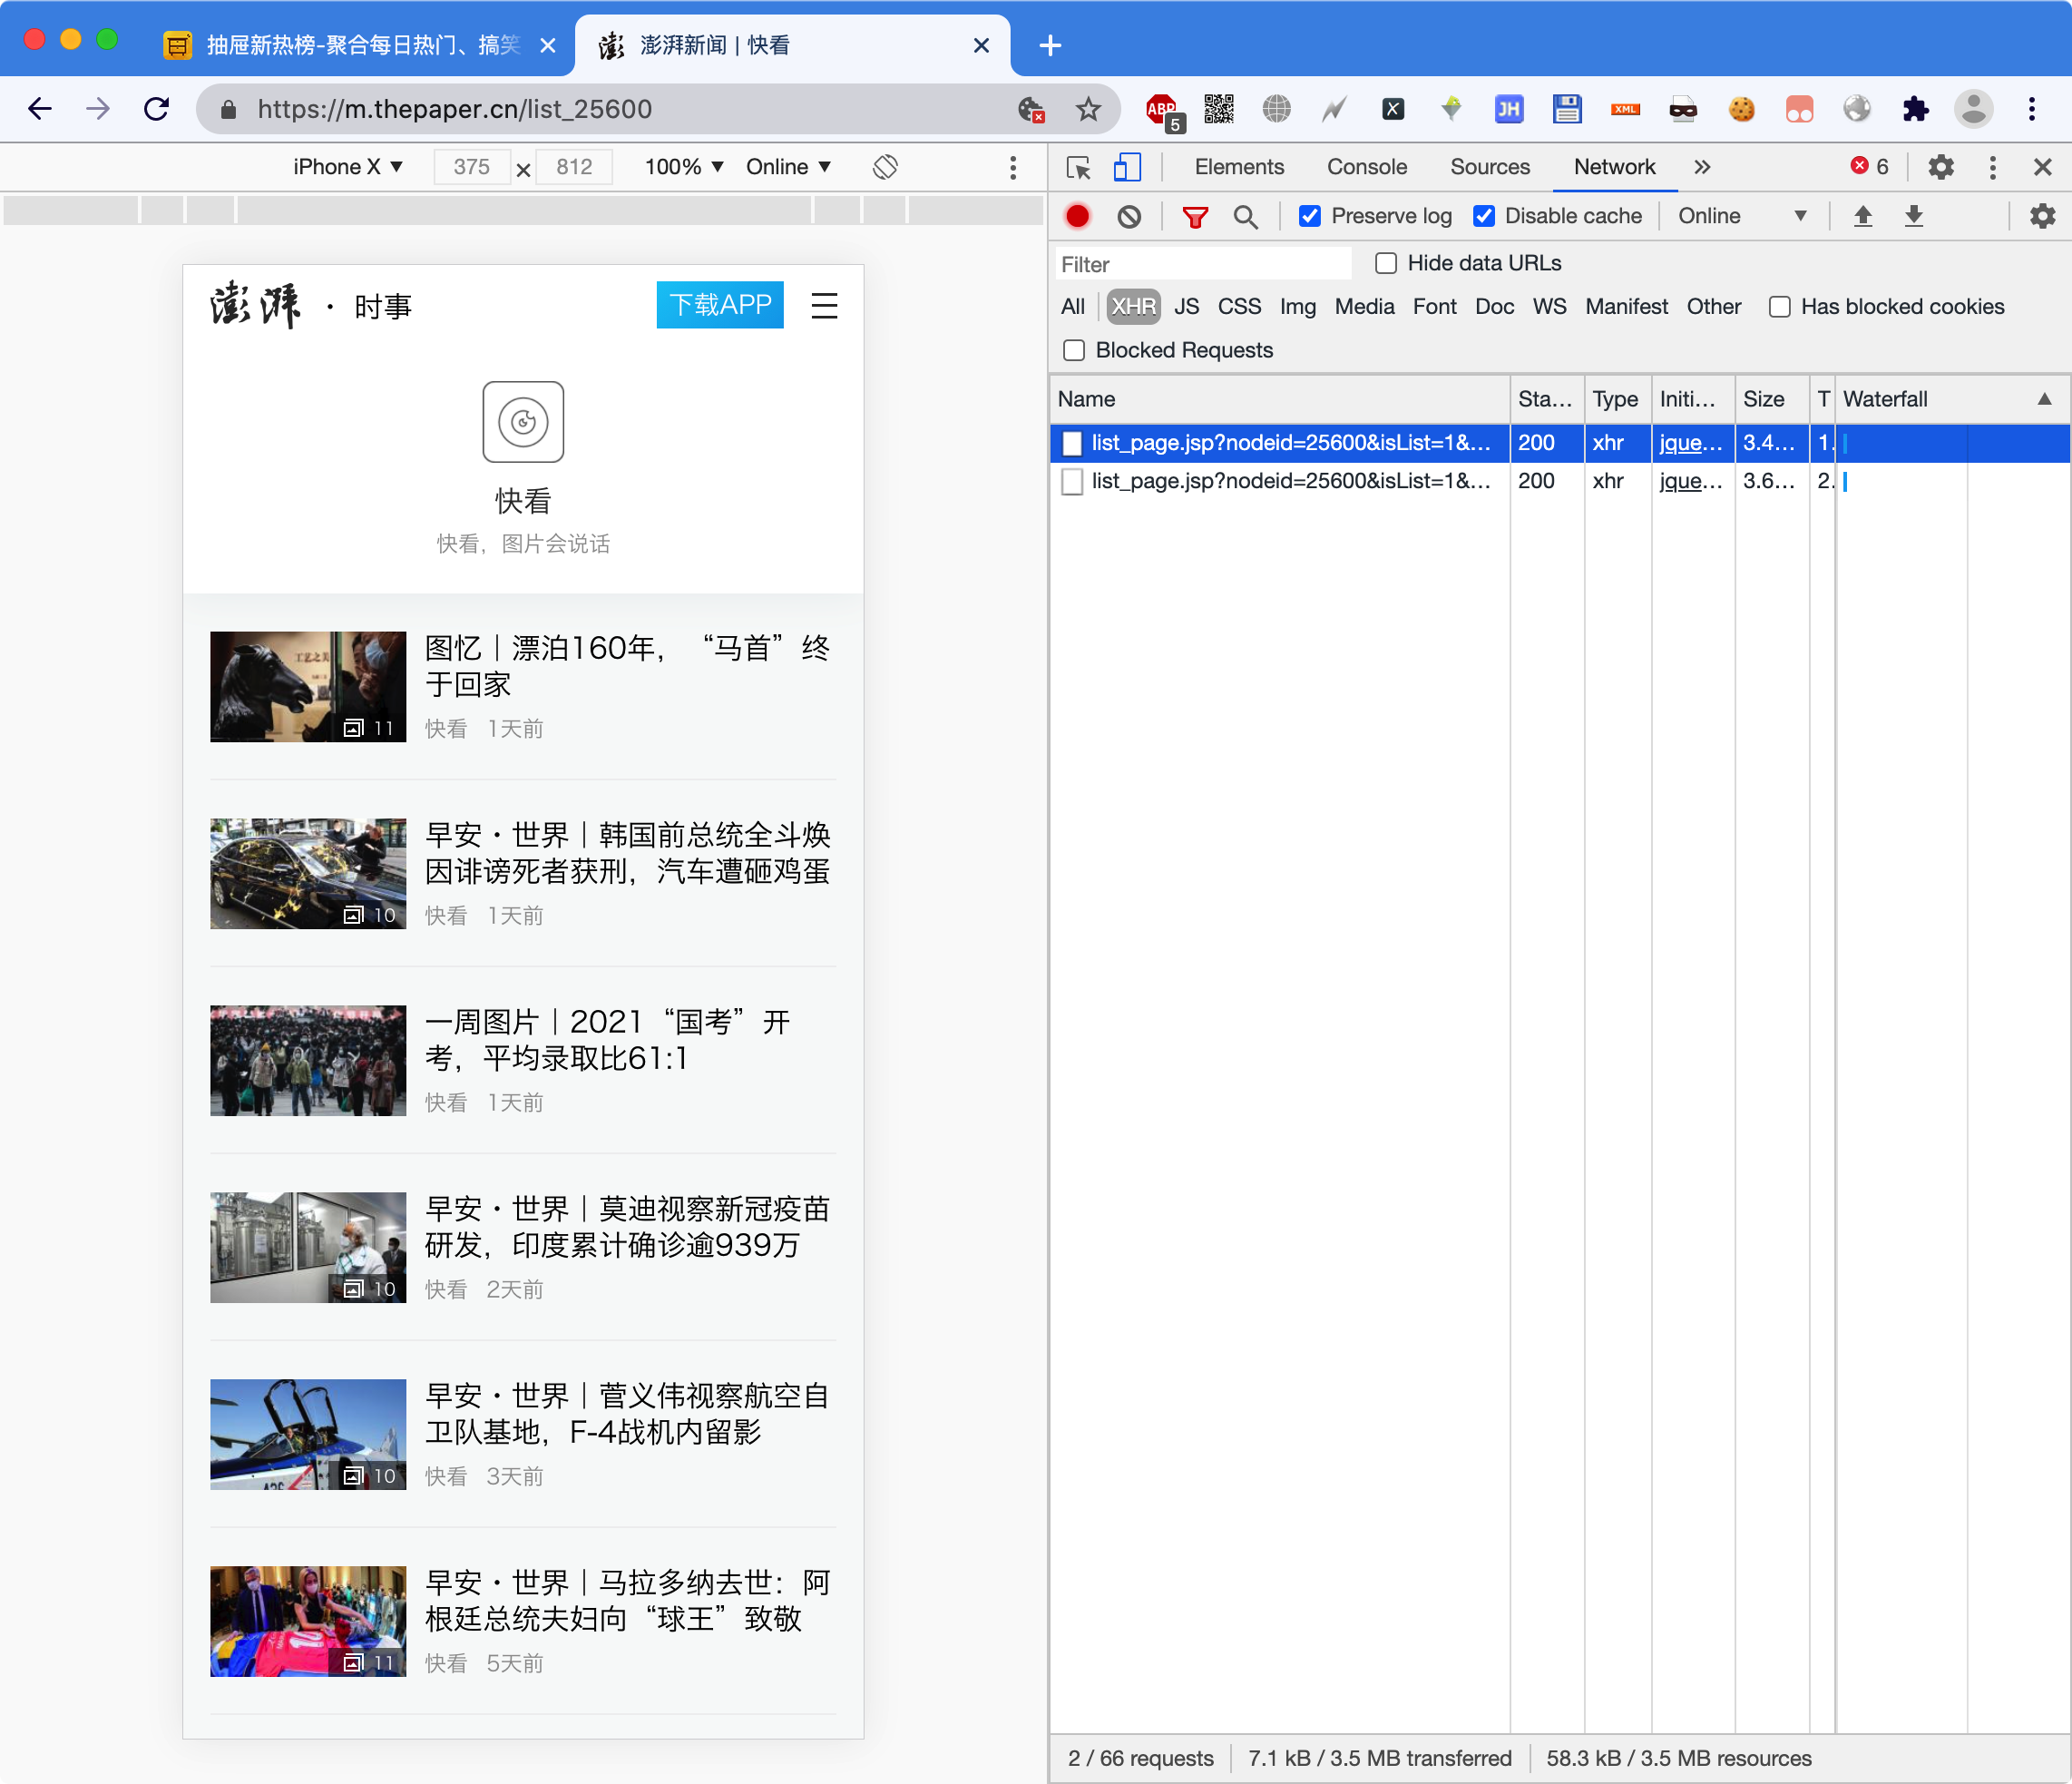 抽屉新热榜-聚合每日热门、搞笑
澎湃新闻 | 快看
https://m.thepaper.cn/list_25600
ABP
5
JH
XML
iPhone X ▼ 375 × 812 100% ▼ Online ▼
Elements Console Sources Network » 6
Preserve log Disable cache Online ▼
Filter Hide data URLs
All XHR JS CSS Img Media Font Doc WS Manifest Other Has blocked cookies
Blocked Requests
Name Sta... Type Initi... Size T Waterfall
list_page.jsp?nodeid=25600&isList=1&... 200 xhr jque... 3.4... 1.
list_page.jsp?nodeid=25600&isList=1&... 200 xhr jque... 3.6... 2.
2 / 66 requests 7.1 kB / 3.5 MB transferred 58.3 kB / 3.5 MB resources
澎湃 · 时事 下载APP
快看
快看，图片会说话
工艺之美
11
图忆｜漂泊160年，“马首”终
于回家
快看 1天前
10
早安·世界｜韩国前总统全斗焕
因诽谤死者获刑，汽车遭砸鸡蛋
快看 1天前
一周图片｜2021“国考”开
考，平均录取比61:1
快看 1天前
10
早安·世界｜莫迪视察新冠疫苗
研发，印度累计确诊逾939万
快看 2天前
10
早安·世界｜菅义伟视察航空自
卫队基地，F-4战机内留影
快看 3天前
10
11
早安·世界｜马拉多纳去世：阿
根廷总统夫妇向“球王”致敬
快看 5天前